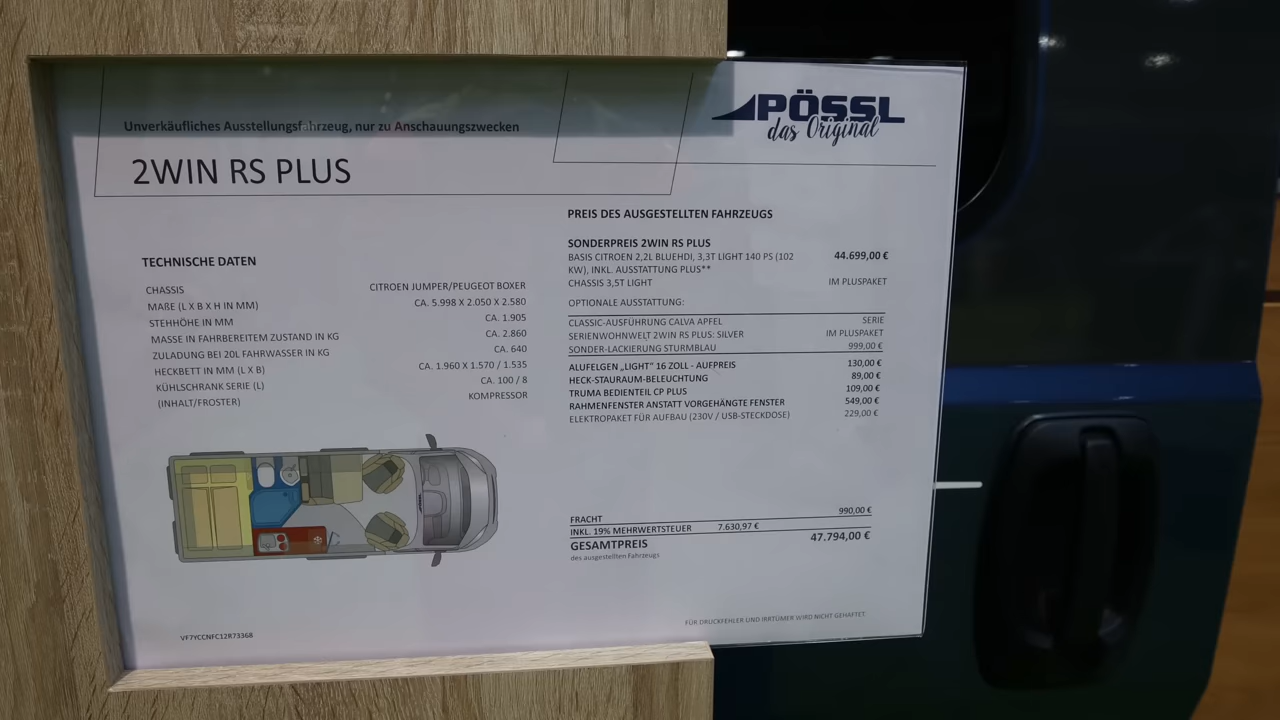 PÖSSL
das Original
Unverkäufliches Ausstellungsfahrzeug, nur zu Anschauungszwecken
2WIN RS PLUS
TECHNISCHE DATEN
CHASSIS CITROEN JUMPER/PEUGEOT BOXER
MAßE (L X B X H IN MM) CA. 5.998 X 2.050 X 2.580
STEHHÖHE IN MM CA. 1.905
MASSE IN FAHRBEREITEM ZUSTAND IN KG CA. 2.860
ZULADUNG BEI 20L FAHRWASSER IN KG CA. 640
HECKBETT IN MM (L X B) CA. 1.960 X 1.570 / 1.535
KÜHLSCHRANK SERIE (L) CA. 100 / 8
(INHALT/FROSTER) KOMPRESSOR
VF7YCCNFC12R73368
PREIS DES AUSGESTELLTEN FAHRZEUGS
SONDERPREIS 2WIN RS PLUS
BASIS CITROEN 2,2L BLUEHDI, 3,3T LIGHT 140 PS (102 44.699,00 €
KW), INKL. AUSSTATTUNG PLUS**
CHASSIS 3,5T LIGHT IM PLUSPAKET
OPTIONALE AUSSTATTUNG:
CLASSIC-AUSFÜHRUNG CALVA APFEL SERIE
SERIENWOHNWELT 2WIN RS PLUS: SILVER IM PLUSPAKET
SONDER-LACKIERUNG STURMBLAU 999,00 €
ALUFELGEN „LIGHT" 16 ZOLL - AUFPREIS 130,00 €
HECK-STAURAUM-BELEUCHTUNG 89,00 €
TRUMA BEDIENTEIL CP PLUS 109,00 €
RAHMENFENSTER ANSTATT VORGEHÄNGTE FENSTER 549,00 €
ELEKTROPAKET FÜR AUFBAU (230V / USB-STECKDOSE) 229,00 €
FRACHT 990,00 €
INKL. 19% MEHRWERTSTEUER 7.630,97 €
GESAMTPREIS 47.794,00 €
des ausgestellten Fahrzeugs
FÜR DRUCKFEHLER UND IRRTÜMER WIRD NICHT GEHAFTET